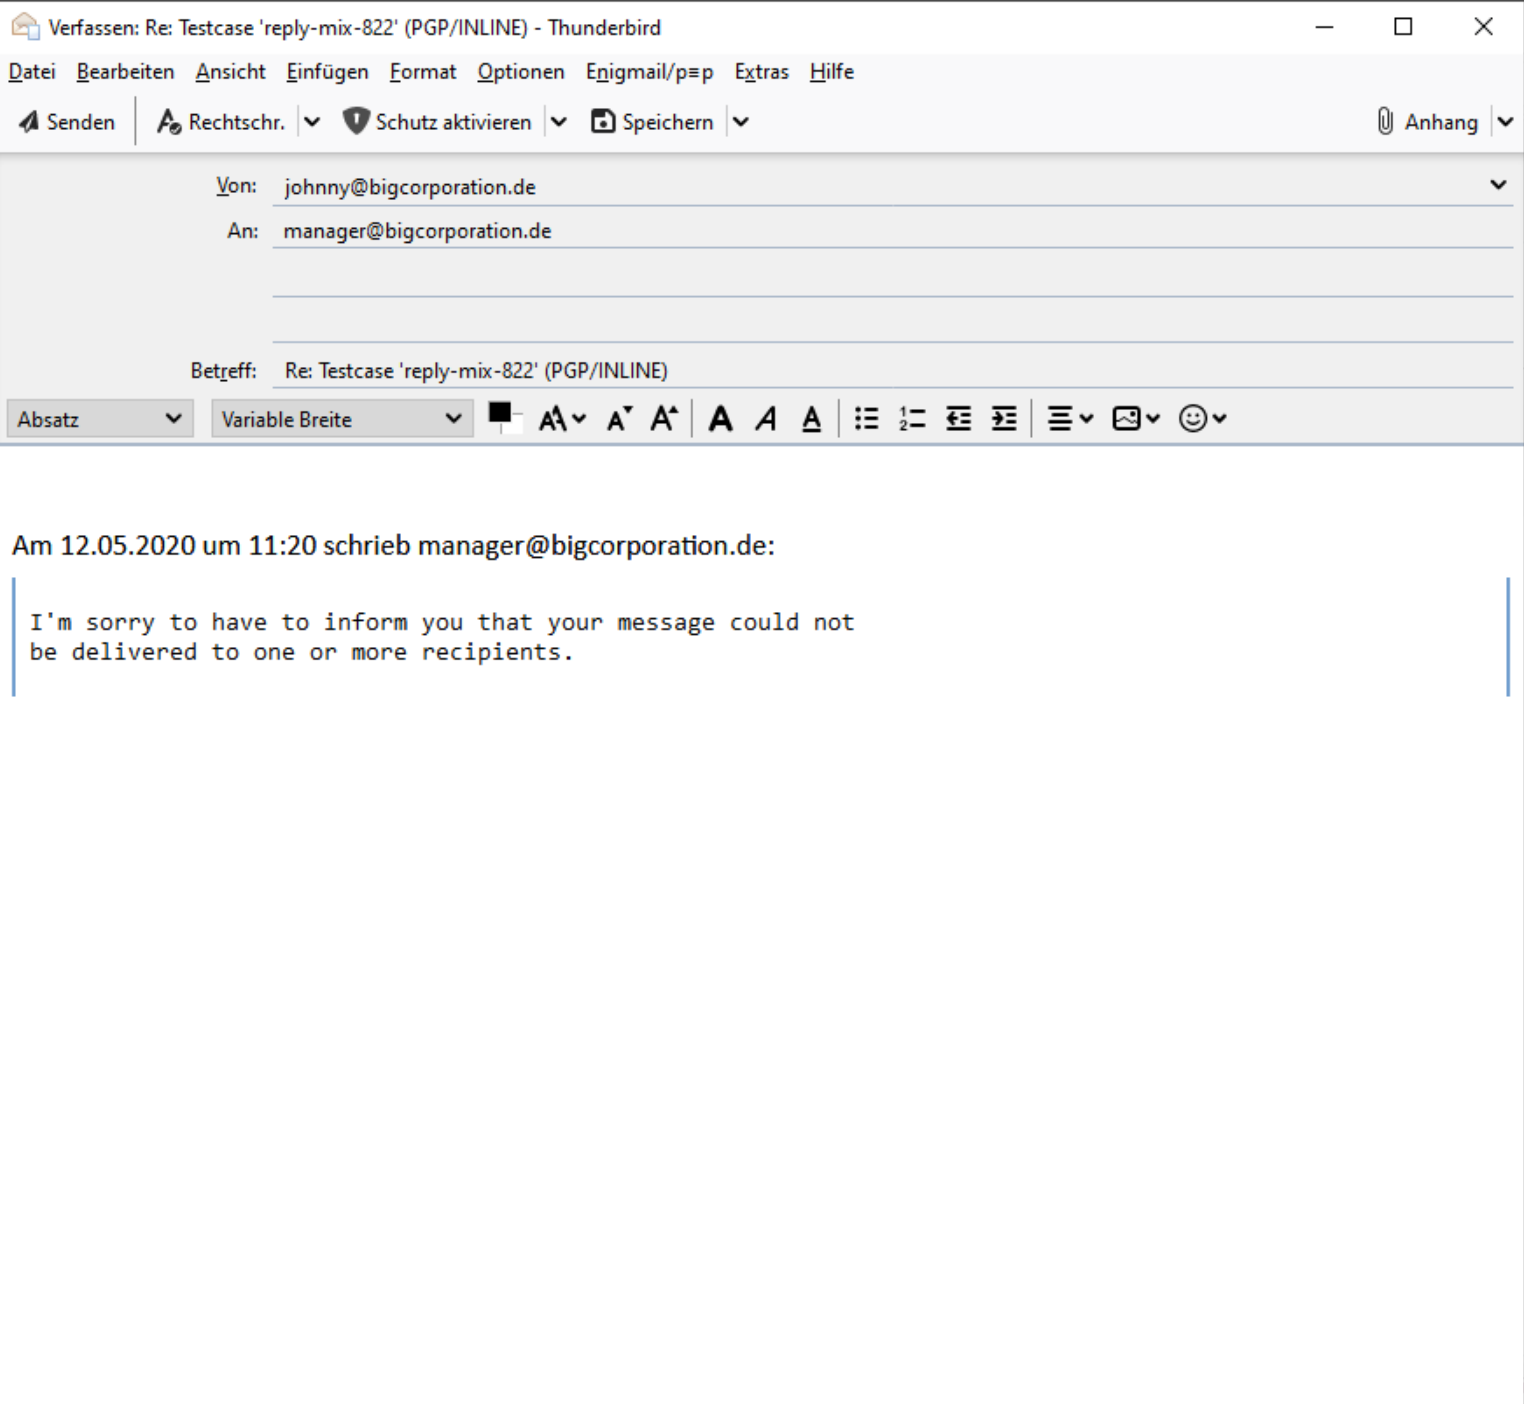 Verfassen: Re: Testcase 'reply-mix-822' (PGP/INLINE) - Thunderbird
Datei Bearbeiten Ansicht Einfügen Format Optionen Enigmail/p≡p Extras Hilfe
Senden Rechtschr. Schutz aktivieren Speichern Anhang
Von: johnny@bigcorporation.de
An: manager@bigcorporation.de
Betreff: Re: Testcase 'reply-mix-822' (PGP/INLINE)
Absatz Variable Breite
Am 12.05.2020 um 11:20 schrieb manager@bigcorporation.de:
I'm sorry to have to inform you that your message could not
be delivered to one or more recipients.